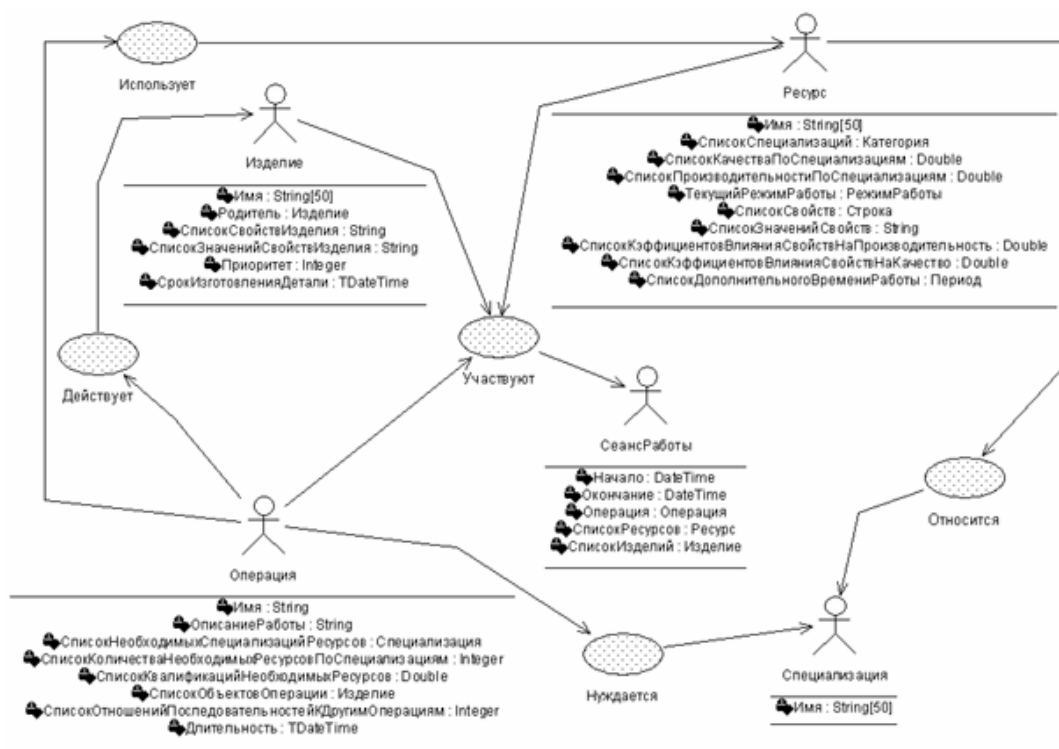 Использует
Ресурс
Имя : String[50]
СписокСпециализаций : Категория
СписокКачестваПоСпециализациям : Double
СписокПроизводительностиПоСпециализациям : Double
ТекущийРежимРаботы : РежимРаботы
СписокСвойств : Строка
СписокЗначенийСвойств : String
СписокКэффициентовВлиянияСвойствНаПроизводительность : Double
СписокКэффициентовВлиянияСвойствНаКачество : Double
СписокДополнительногоВремениРаботы : Период
Изделие
Имя : String[50]
Родитель : Изделие
СписокСвойствИзделия : String
СписокЗначенийСвойствИзделия : String
Приоритет : Integer
СрокИзготовленияДетали : TDateTime
Действует
Участвуют
СеансРаботы
Начало : DateTime
Окончание : DateTime
Операция : Операция
СписокРесурсов : Ресурс
СписокИзделий : Изделие
Относится
Операция
Имя : String
ОписаниеРаботы : String
СписокНеобходимыхСпециализацийРесурсов : Специализация
СписокКоличестваНеобходимыхРесурсовПоСпециализациям : Integer
СписокКвалификацийНеобходимыхРесурсов : Double
СписокОбъектовОперации : Изделие
СписокОтношенийПоследовательностейКДругимОперациям : Integer
Длительность : TDateTime
Нуждается
Специализация
Имя : String[50]